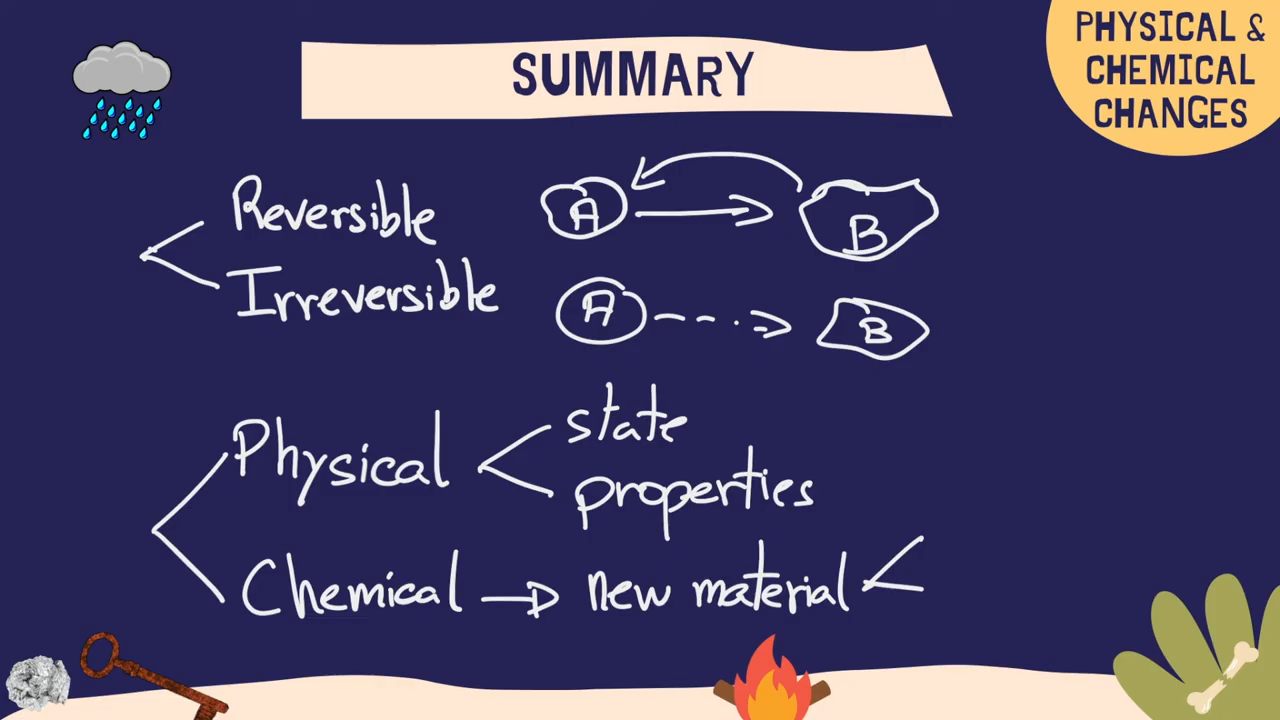 PHYSICAL &
CHEMICAL
CHANGES
SUMMARY
Reversible A B
Irreversible A B
Physical state
properties
Chemical new material